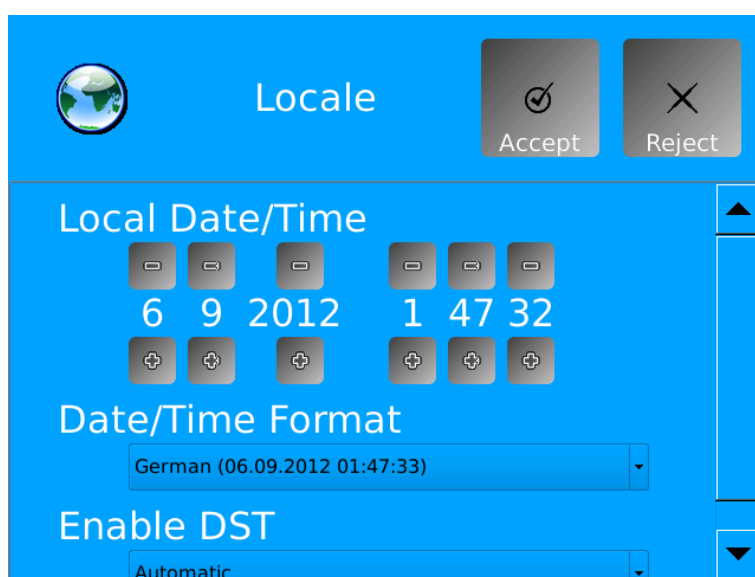 Locale
Accept
Reject
Local Date/Time
6 9 2012 1 47 32
Date/Time Format
German (06.09.2012 01:47:33)
Enable DST
Automatic